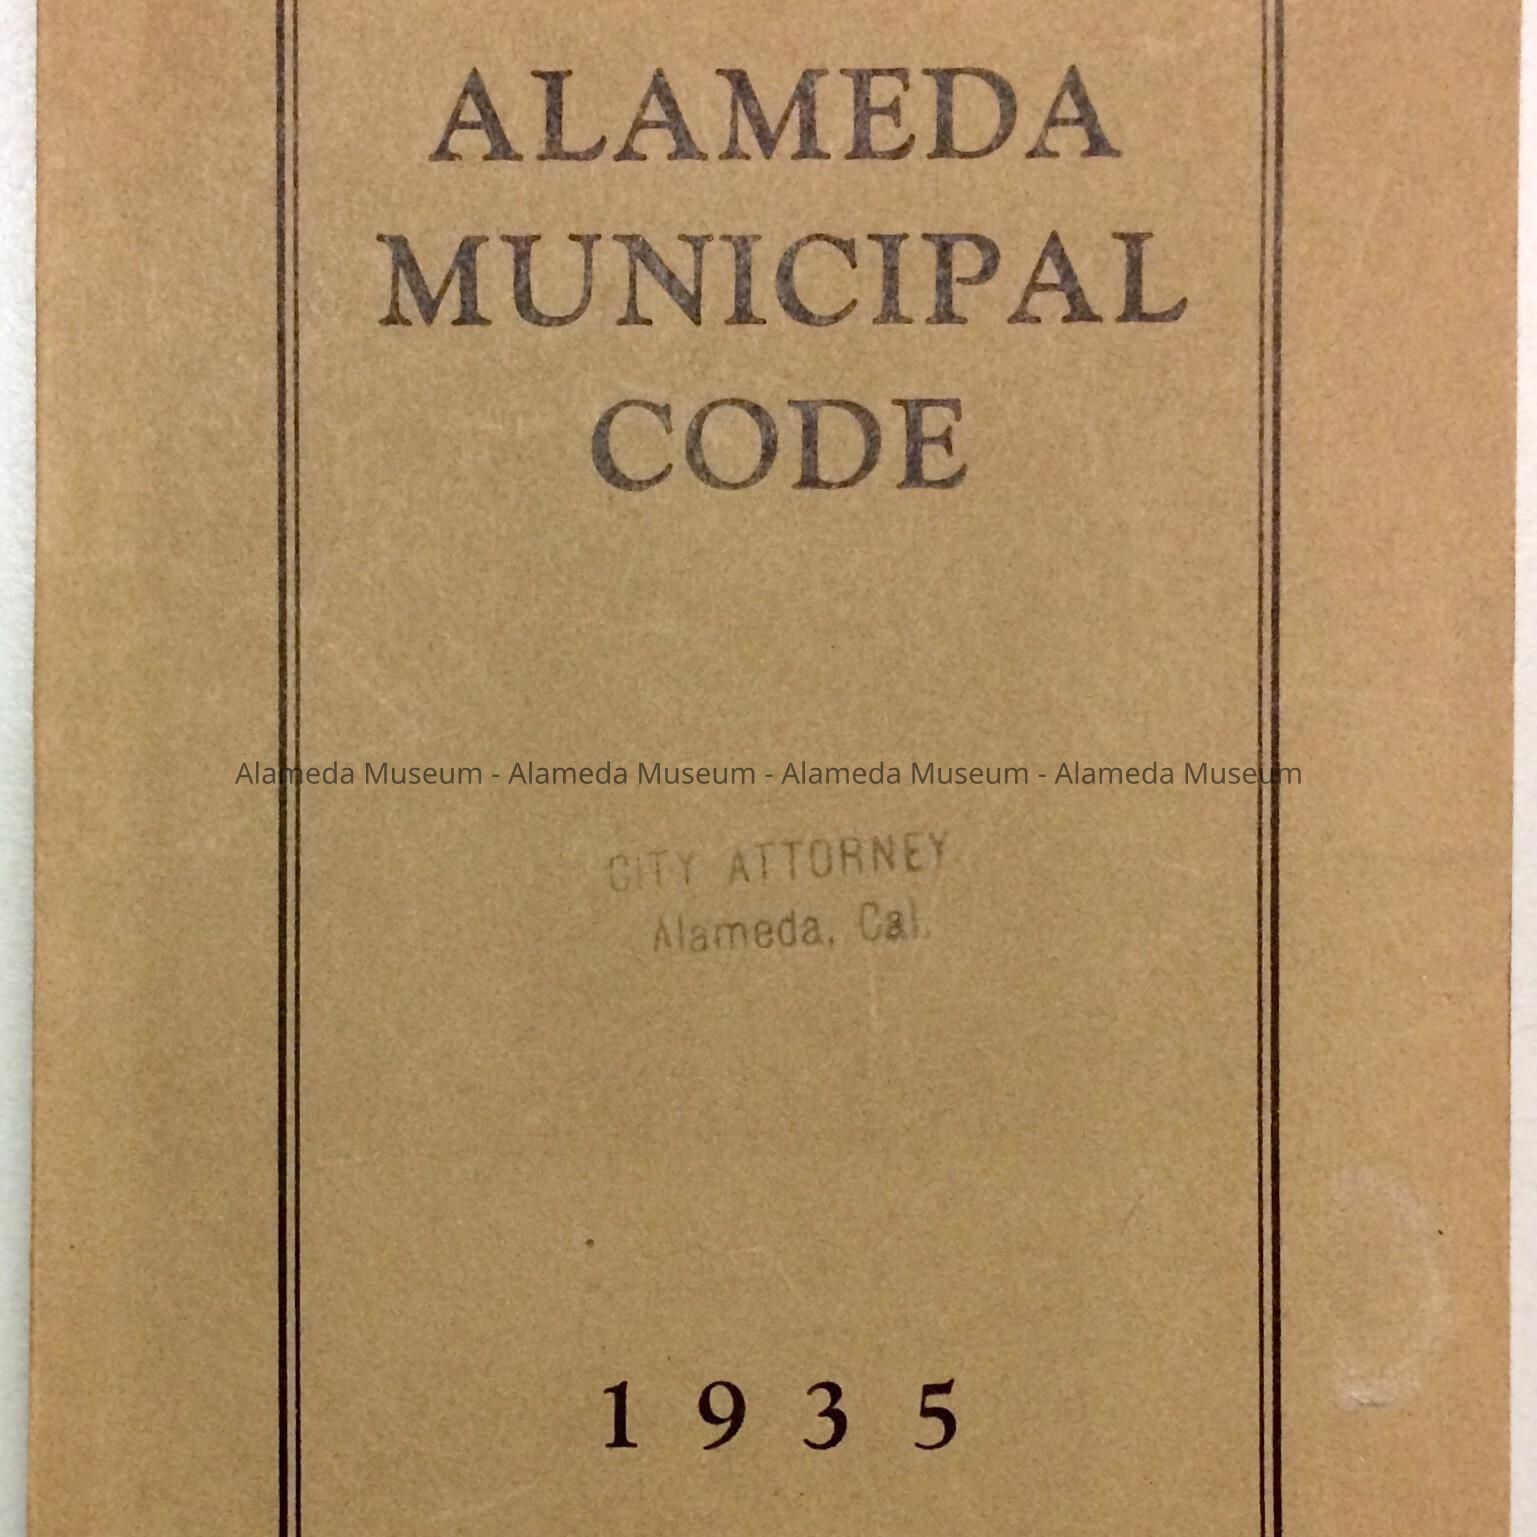 ALAMEDA
MUNICIPAL
CODE
Alameda Museum - Alameda Museum - Alameda Museum - Alameda Museum
CITY ATTORNEY
Alameda, Cal.
1935